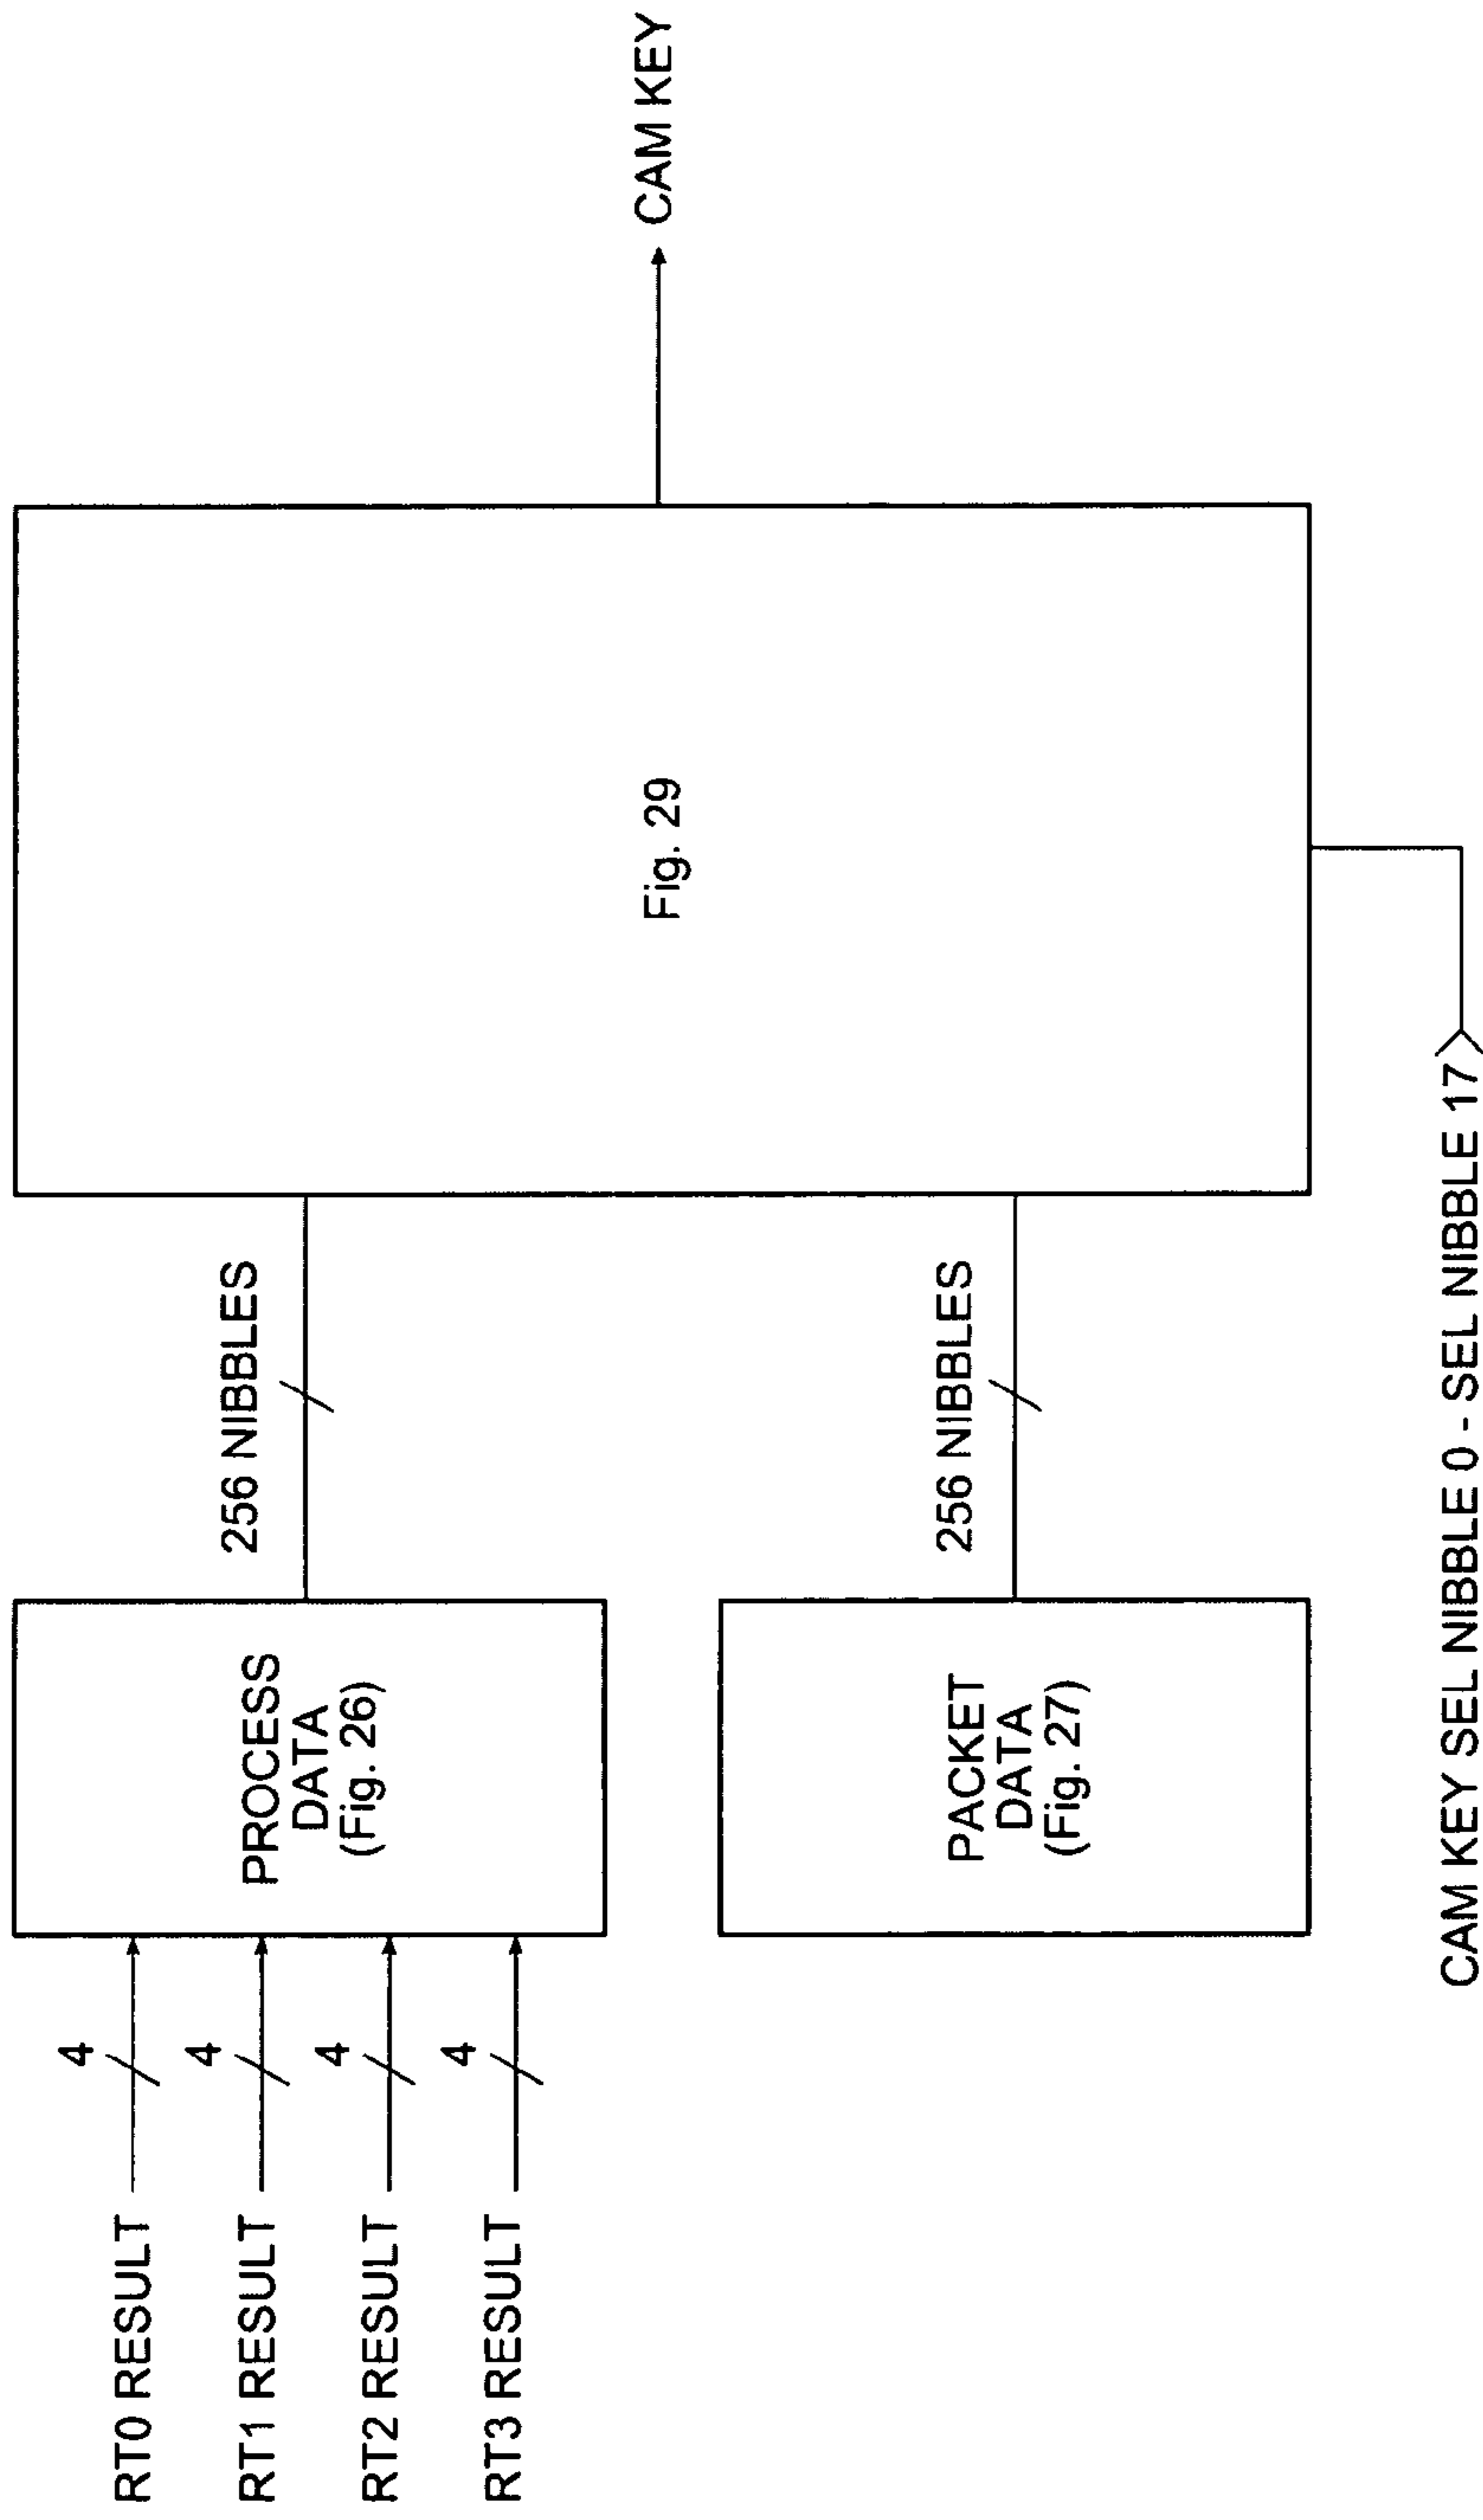 RT0 RESULT
4
RT1 RESULT
4
RT2 RESULT
4
RT3 RESULT
4
PROCESS
DATA
(Fig. 26)
256 NIBBLES
PACKET
DATA
(Fig. 27)
256 NIBBLES
Fig. 29
CAM KEY
CAM KEY SEL NIBBLE 0 - SEL NIBBLE 17